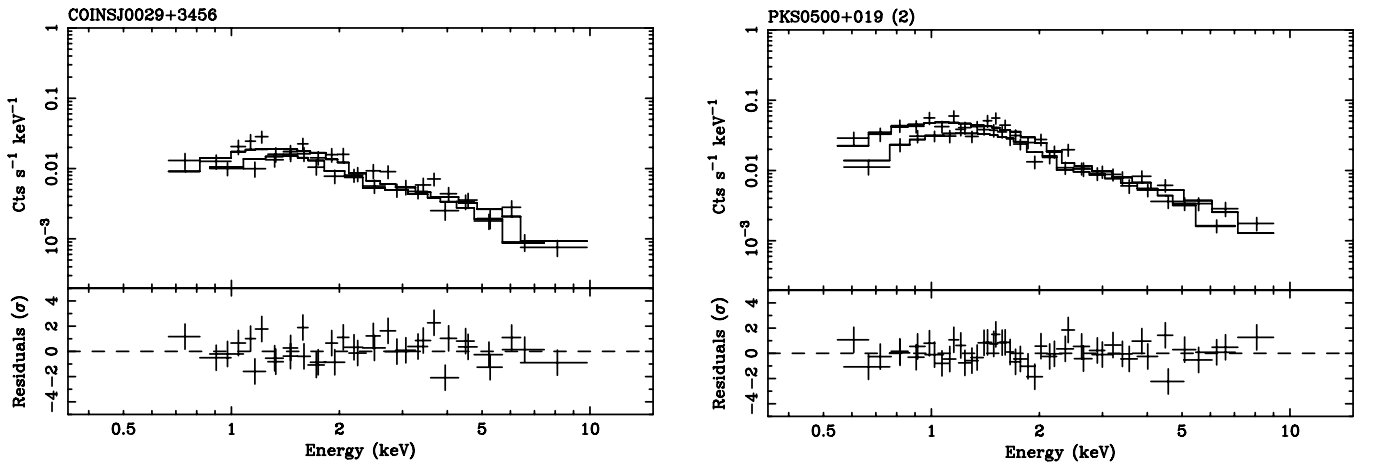 COINSJ0029+3456
1
0.1
0.01
10⁻³
Cts s⁻¹ keV⁻¹
4
2
0
−2
−4
Residuals (σ)
0.5 1 2 5 10
Energy (keV)
PKS0500+019 (2)
1
0.1
0.01
10⁻³
Cts s⁻¹ keV⁻¹
4
2
0
−2
−4
Residuals (σ)
0.5 1 2 5 10
Energy (keV)